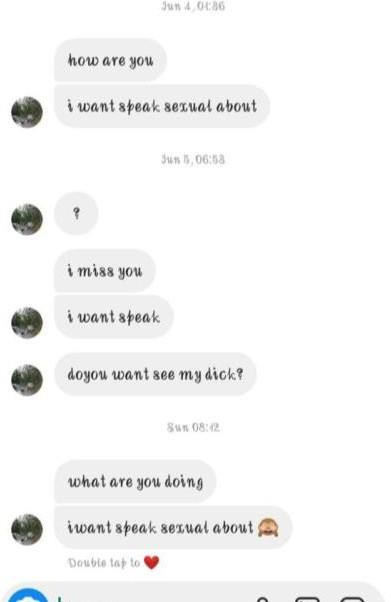 Jun 4, 01:36
how are you
i want speak sexual about
Jun 5, 06:53
?
i miss you
i want speak
doyou want see my dick?
Sun 08:12
what are you doing
iwant speak sexual about 🙈
Double tap to ❤️